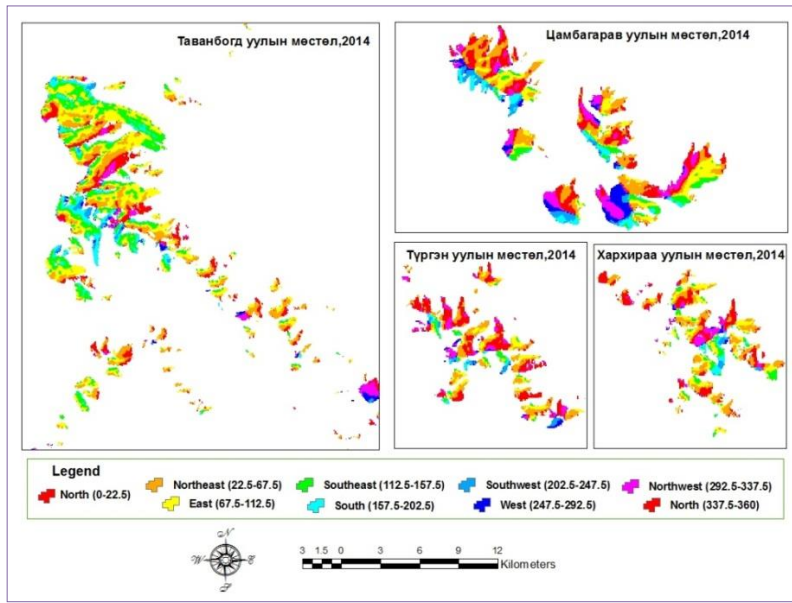 Таванбогд уулын мөстөл,2014
Цамбагарав уулын мөстөл,2014
Түргэн уулын мөстөл,2014
Хархираа уулын мөстөл,2014
Legend
North (0-22.5)
Northeast (22.5-67.5)
East (67.5-112.5)
Southeast (112.5-157.5)
South (157.5-202.5)
Southwest (202.5-247.5)
West (247.5-292.5)
Northwest (292.5-337.5)
North (337.5-360)
N
W E
S
3 1.5 0 3 6 9 12
Kilometers